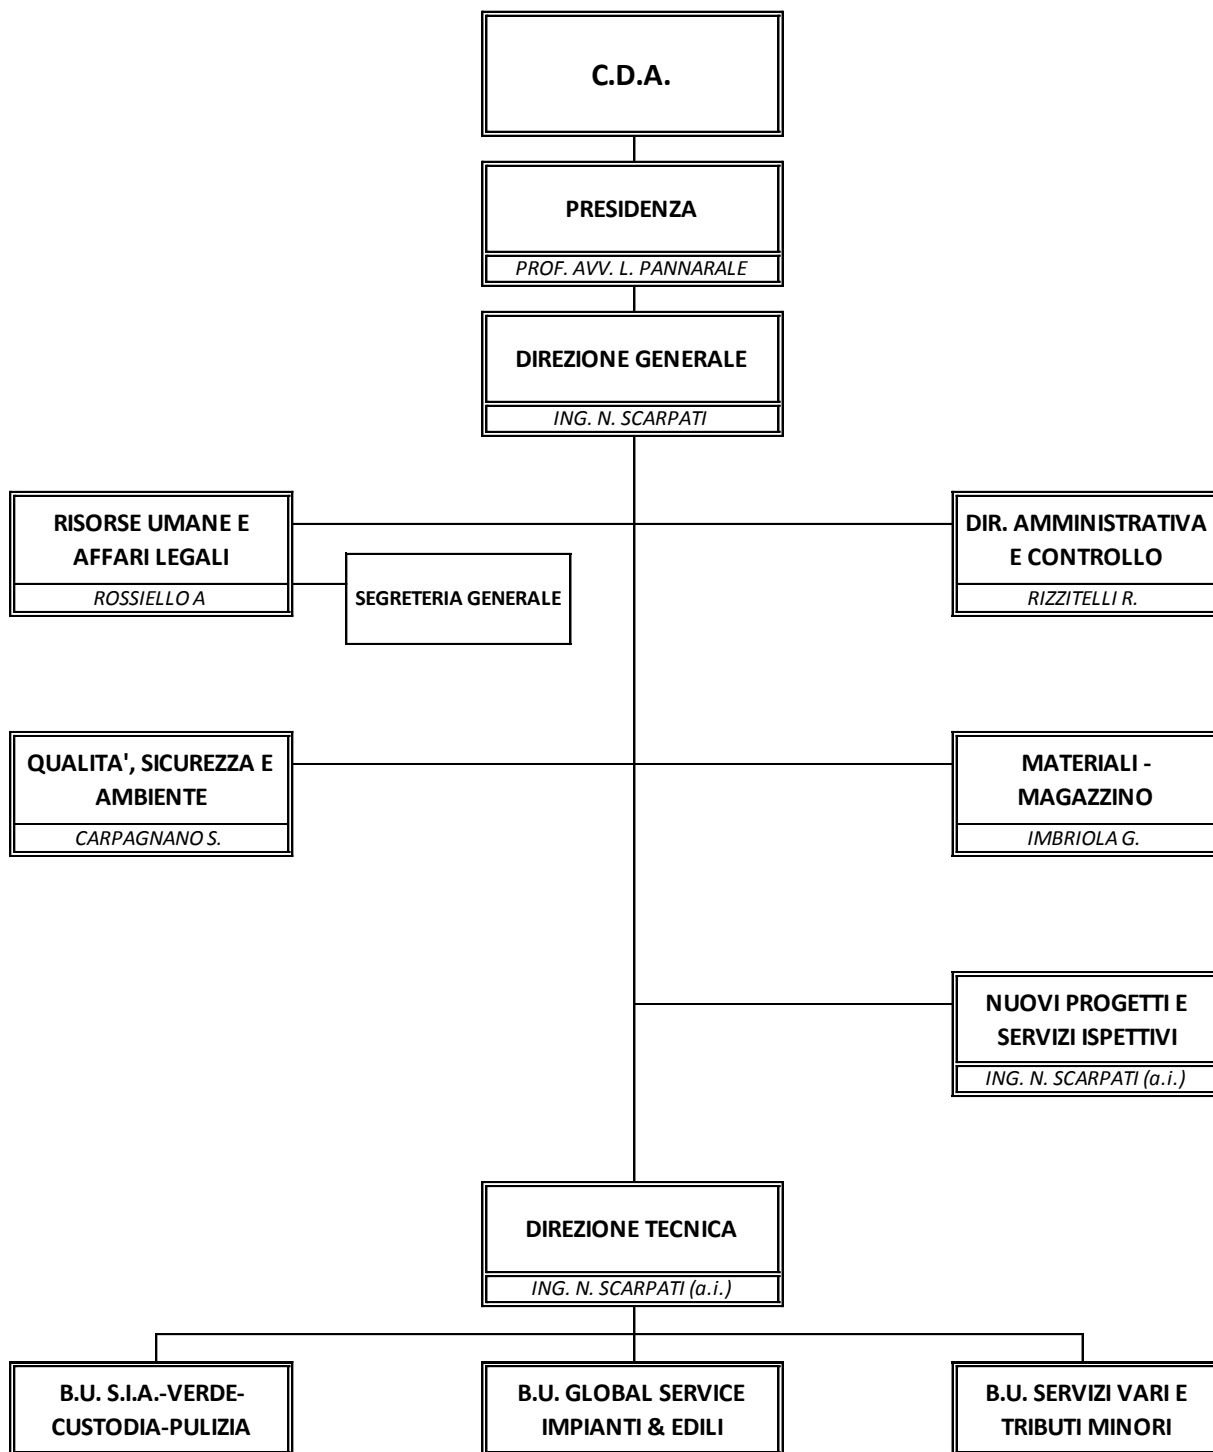 C.D.A.
PRESIDENZA
PROF. AVV. L. PANNARALE
DIREZIONE GENERALE
ING. N. SCARPATI
RISORSE UMANE E
AFFARI LEGALI
ROSSIELLO A
SEGRETERIA GENERALE
DIR. AMMINISTRATIVA
E CONTROLLO
RIZZITELLI R.
QUALITA', SICUREZZA E
AMBIENTE
CARPAGNANO S.
MATERIALI -
MAGAZZINO
IMBRIOLA G.
NUOVI PROGETTI E
SERVIZI ISPETTIVI
ING. N. SCARPATI (a.i.)
DIREZIONE TECNICA
ING. N. SCARPATI (a.i.)
B.U. S.I.A.-VERDE-
CUSTODIA-PULIZIA
B.U. GLOBAL SERVICE
IMPIANTI & EDILI
B.U. SERVIZI VARI E
TRIBUTI MINORI